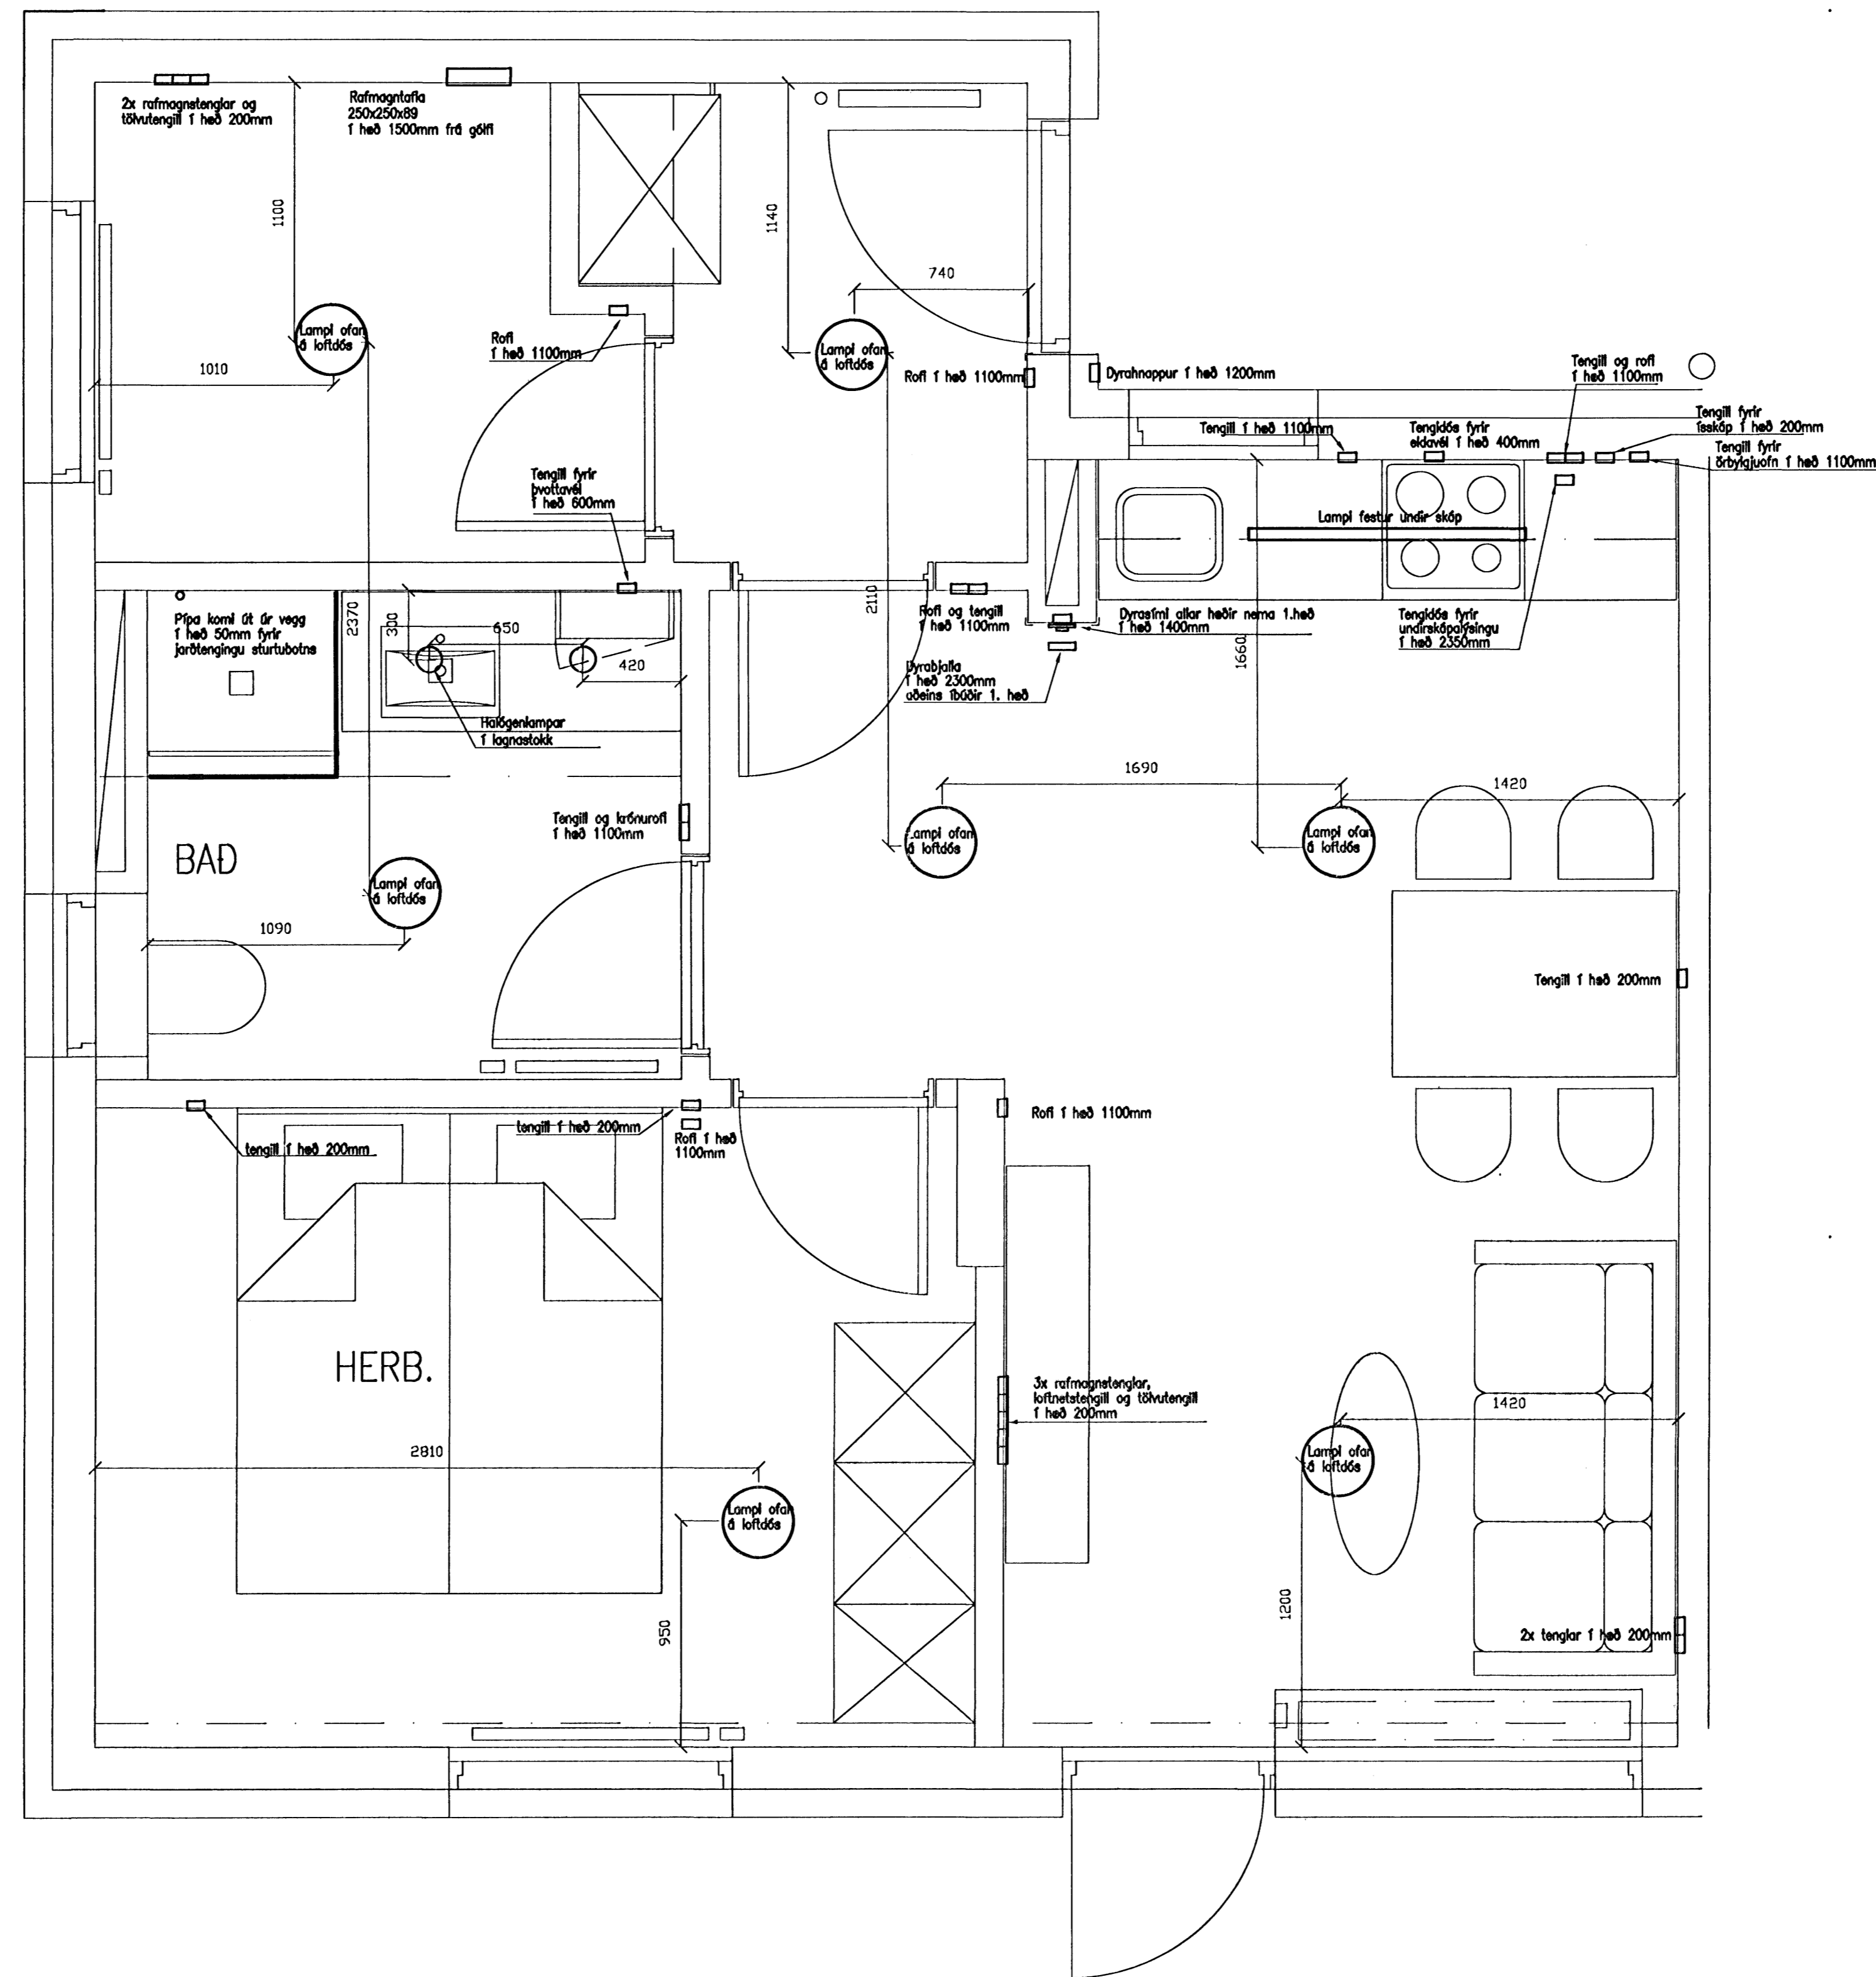 2x rafmagnstenglar og
tölvutengill í hæð 200mm
Rafmagntafla
250x250x89
í hæð 1500mm frá gólfi
1100
1140
740
Lampi ofan
á loftdós
Rofi
í hæð 1100mm
1010
Lampi ofan
á loftdós
Rofi í hæð 1100mm
Dyrahnappur í hæð 1200mm
Tengill og rofi
í hæð 1100mm
Tengill í hæð 1100mm
Tengidós fyrir
eldavél í hæð 400mm
Tengill fyrir
ísskáp í hæð 200mm
Tengill fyrir
örbylgjuofn í hæð 1100mm
Tengill fyrir
þvottavél
í hæð 600mm
Lampi festur undir skáp
Pípa komi út úr vegg
í hæð 50mm fyrir
jarðtengingu sturtubotns
2370
300
650
420
2110
Rofi og tengill
í hæð 1100mm
Dyrasími allar hæðir nema 1.hæð
í hæð 1400mm
1660
Tengidós fyrir
undirskápalýsingu
í hæð 2350mm
Dyrabjalla
í hæð 2300mm
aðeins íbúðir 1. hæð
Halógenlampar
í lagnastokk
1690
1420
Tengill og krónurofi
í hæð 1100mm
Lampi ofan
á loftdós
Lampi ofan
á loftdós
BAÐ
Lampi ofan
á loftdós
1090
Tengill í hæð 200mm
tengill í hæð 200mm
tengill í hæð 200mm
Rofi í hæð
1100mm
Rofi í hæð 1100mm
HERB.
3x rafmagnstenglar,
loftnetstengill og tölvutengill
í hæð 200mm
1420
2810
Lampi ofan
á loftdós
Lampi ofan
á loftdós
950
1200
2x tenglar í hæð 200mm